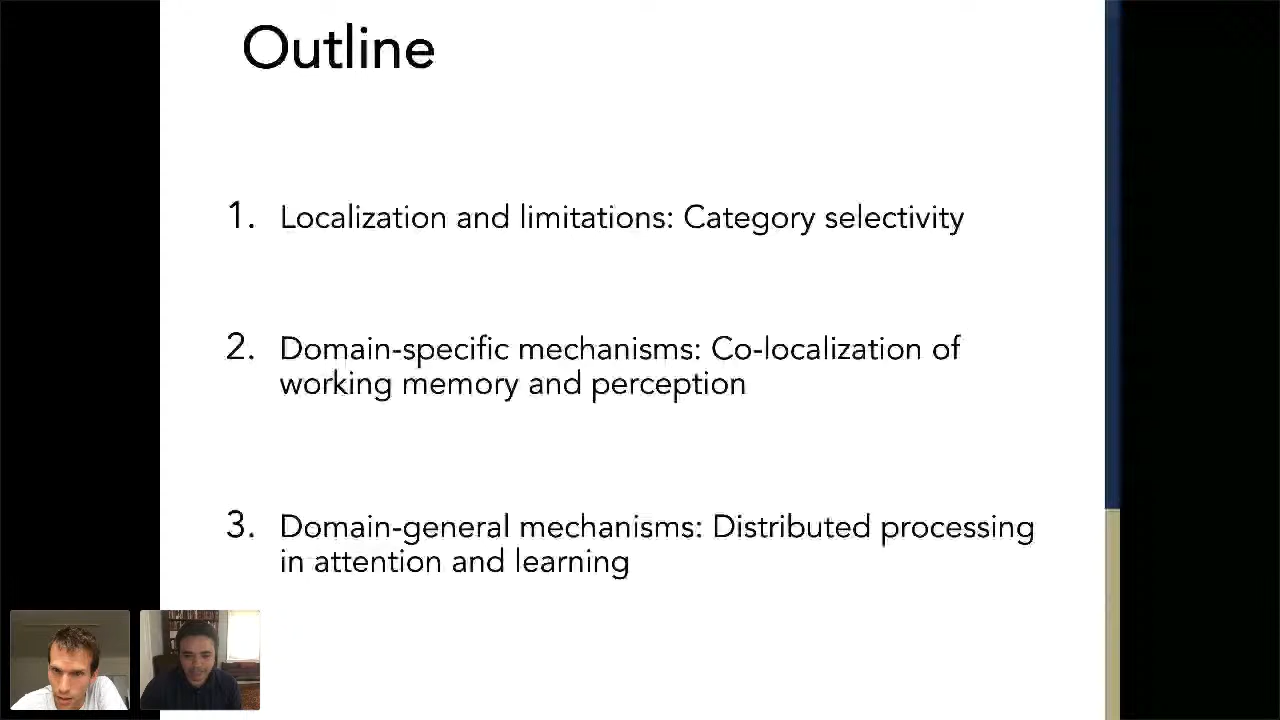 Outline
1. Localization and limitations: Category selectivity
2. Domain-specific mechanisms: Co-localization of
working memory and perception
3. Domain-general mechanisms: Distributed processing
in attention and learning